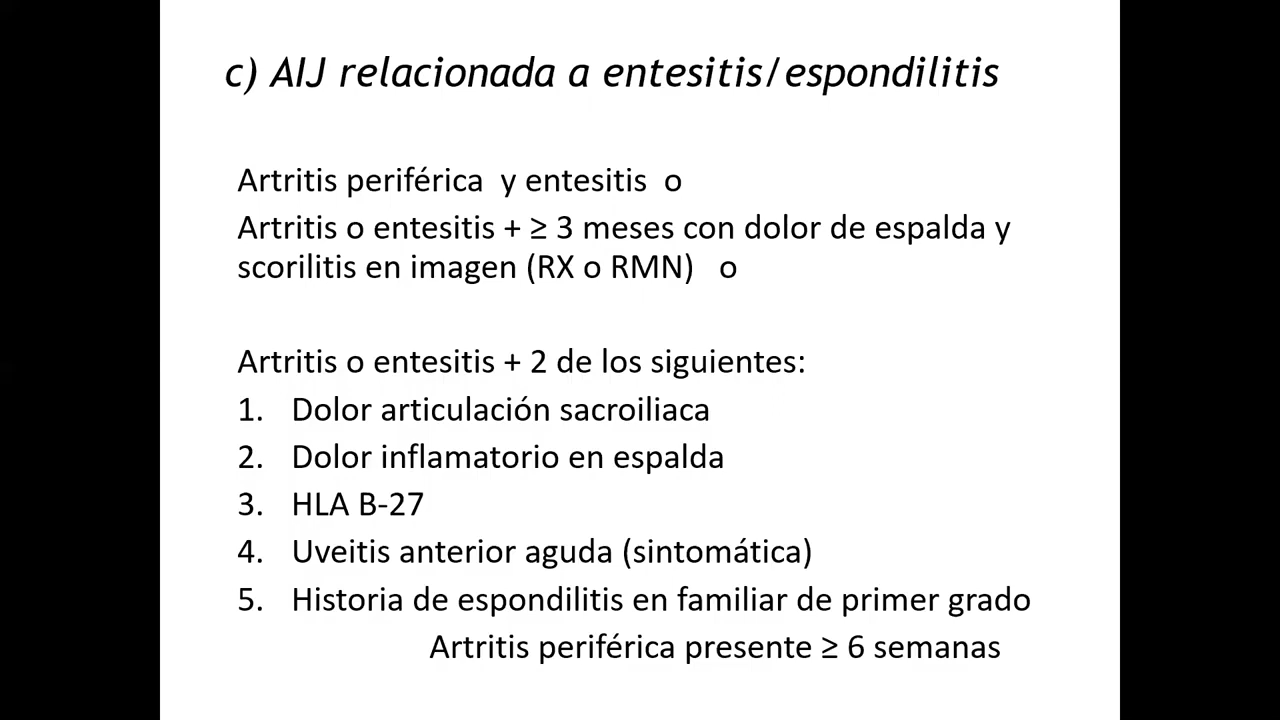 c) AIJ relacionada a entesitis/espondilitis
Artritis periférica y entesitis o
Artritis o entesitis + ≥ 3 meses con dolor de espalda y
scorilitis en imagen (RX o RMN) o
Artritis o entesitis + 2 de los siguientes:
1. Dolor articulación sacroiliaca
2. Dolor inflamatorio en espalda
3. HLA B-27
4. Uveitis anterior aguda (sintomática)
5. Historia de espondilitis en familiar de primer grado
Artritis periférica presente ≥ 6 semanas